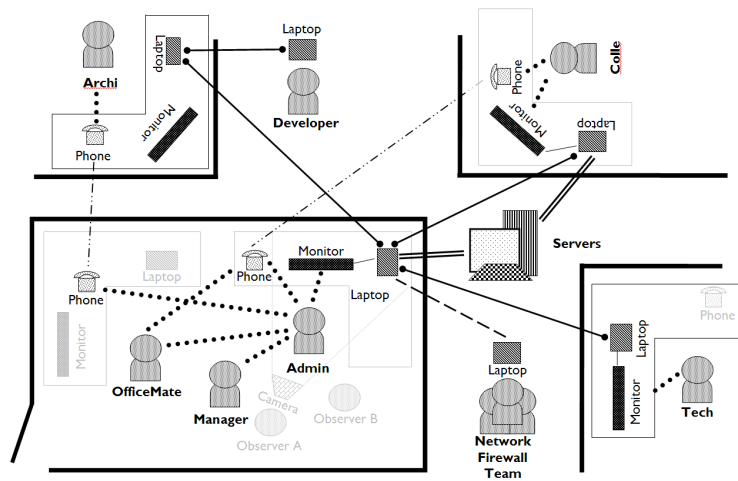 Laptop
Laptop
Archi
Monitor
Phone
Developer
Phone
Colle
Monitor
Laptop
Servers
Laptop
Phone
Monitor
Phone
Monitor
Laptop
OfficeMate
Admin
Manager
Camera
Observer A
Observer B
Laptop
Network
Firewall
Team
Phone
Laptop
Monitor
Tech